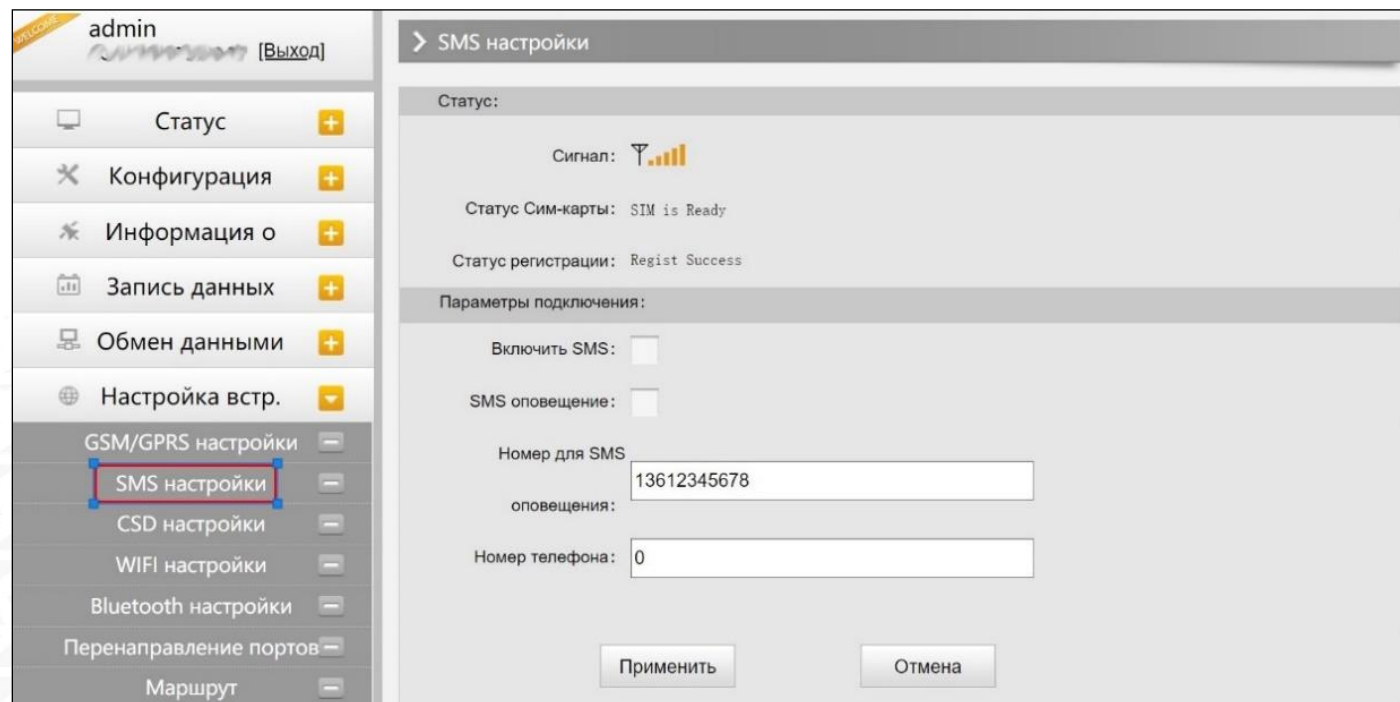 WELCOME
admin
[Выход]
Статус
Конфигурация
Информация о
Запись данных
Обмен данными
Настройка встр.
GSM/GPRS настройки
SMS настройки
CSD настройки
WIFI настройки
Bluetooth настройки
Перенаправление портов
Маршрут
SMS настройки
Статус:
Сигнал:
Статус Сим-карты: SIM is Ready
Статус регистрации: Regist Success
Параметры подключения:
Включить SMS:
SMS оповещение:
Номер для SMS
13612345678
оповещения:
Номер телефона: 0
Применить Отмена